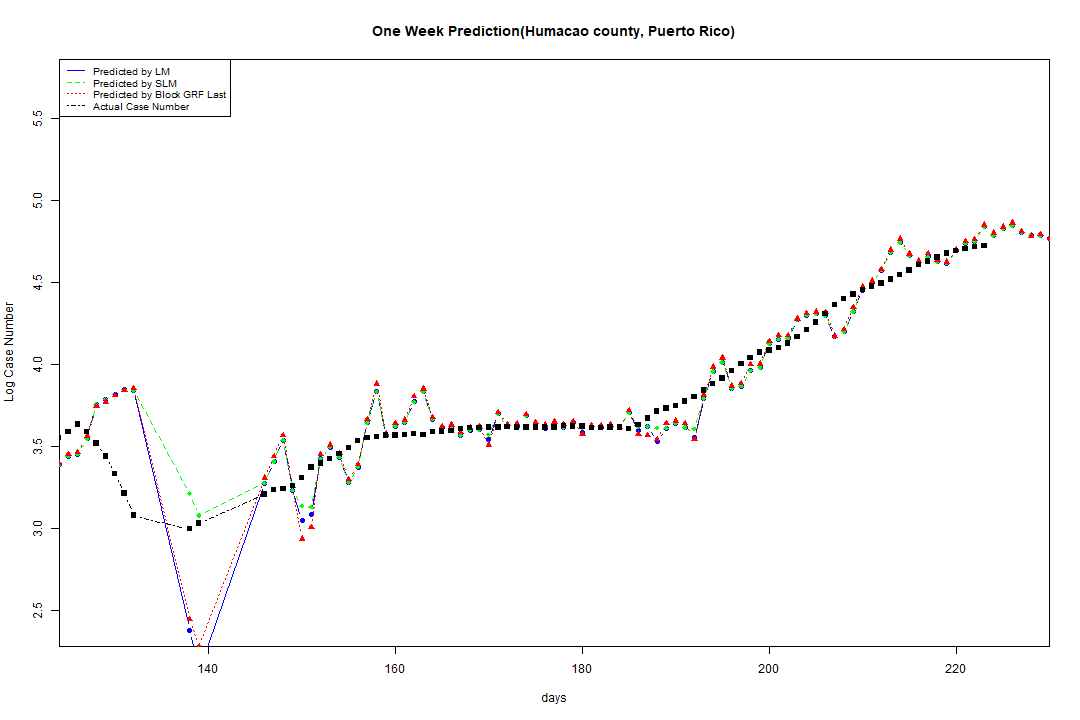 One Week Prediction(Humacao county, Puerto Rico)
Predicted by LM
Predicted by SLM
Predicted by Block GRF Last
Actual Case Number
5.5
5.0
4.5
4.0
3.5
3.0
2.5
Log Case Number
140 160 180 200 220
days